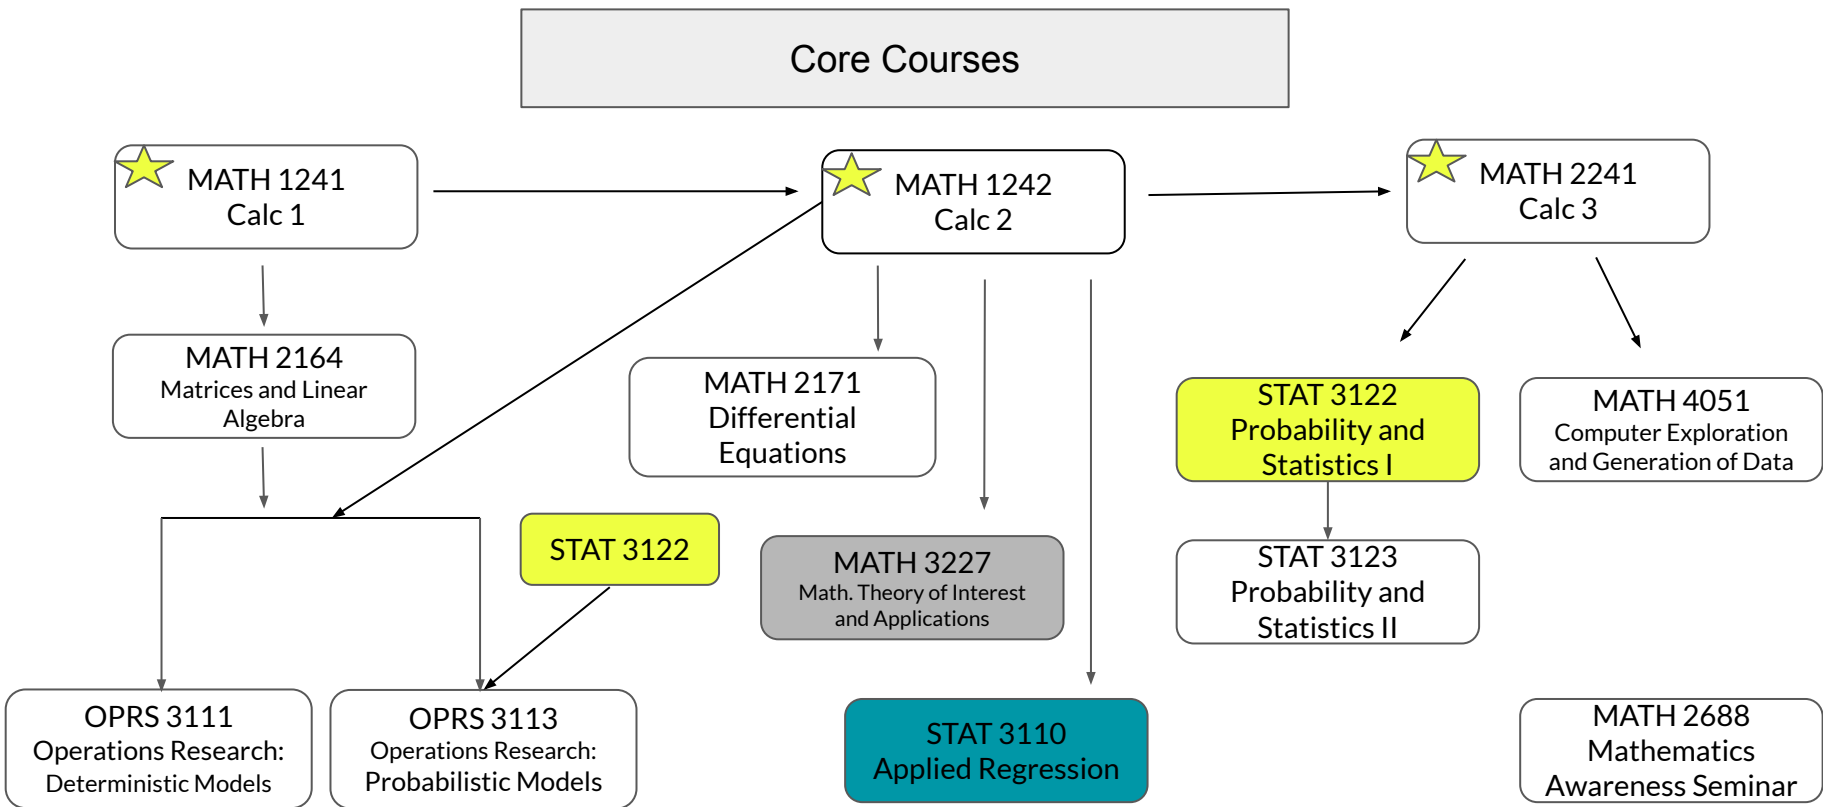 Core Courses
MATH 1241
Calc 1
MATH 1242
Calc 2
MATH 2241
Calc 3
MATH 2164
Matrices and Linear
Algebra
MATH 2171
Differential
Equations
STAT 3122
Probability and
Statistics I
MATH 4051
Computer Exploration
and Generation of Data
STAT 3122
MATH 3227
Math. Theory of Interest
and Applications
STAT 3123
Probability and
Statistics II
OPRS 3111
Operations Research:
Deterministic Models
OPRS 3113
Operations Research:
Probabilistic Models
STAT 3110
Applied Regression
MATH 2688
Mathematics
Awareness Seminar